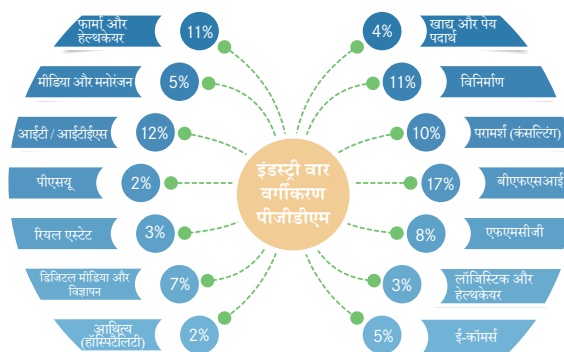 फार्मा और
हेल्थकेयर
11%
मीडिया और मनोरंजन
5%
आईटी / आईटीईएस
12%
पीएसयू
2%
रियल एस्टेट
3%
डिजिटल मीडिया और
विज्ञापन
7%
आथित्य
(हॉस्पिटैलिटी)
2%
इंडस्ट्री वार
वर्गीकरण
पीजीडीएम
4%
खाद्य और पेय
पदार्थ
11%
विनिर्माण
10%
परामर्श (कंसल्टिंग)
17%
बीएफएसआई
8%
एफएमसीजी
3%
लॉजिस्टिक और
हेल्थकेयर
5%
ई-कॉमर्स